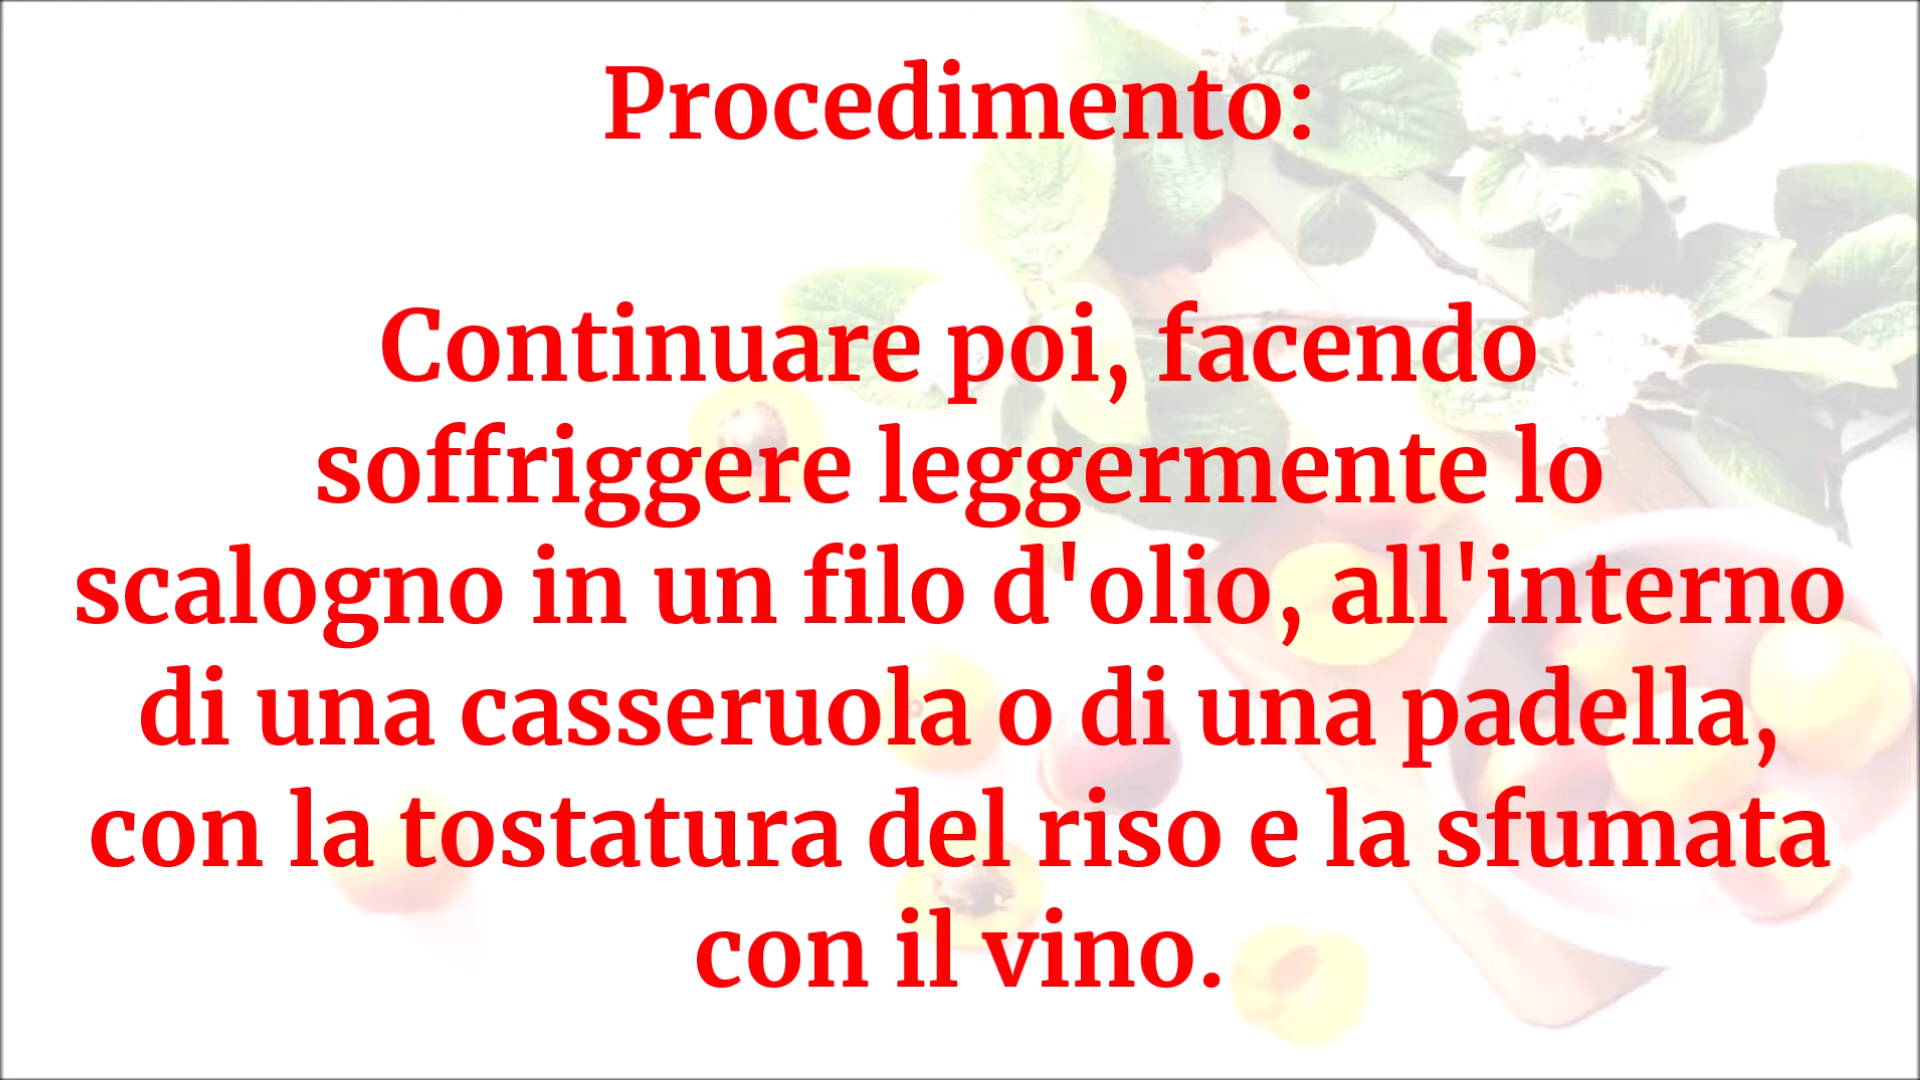 Procedimento:
Continuare poi, facendo
soffriggere leggermente lo
scalogno in un filo d'olio, all'interno
di una casseruola o di una padella,
con la tostatura del riso e la sfumata
con il vino.